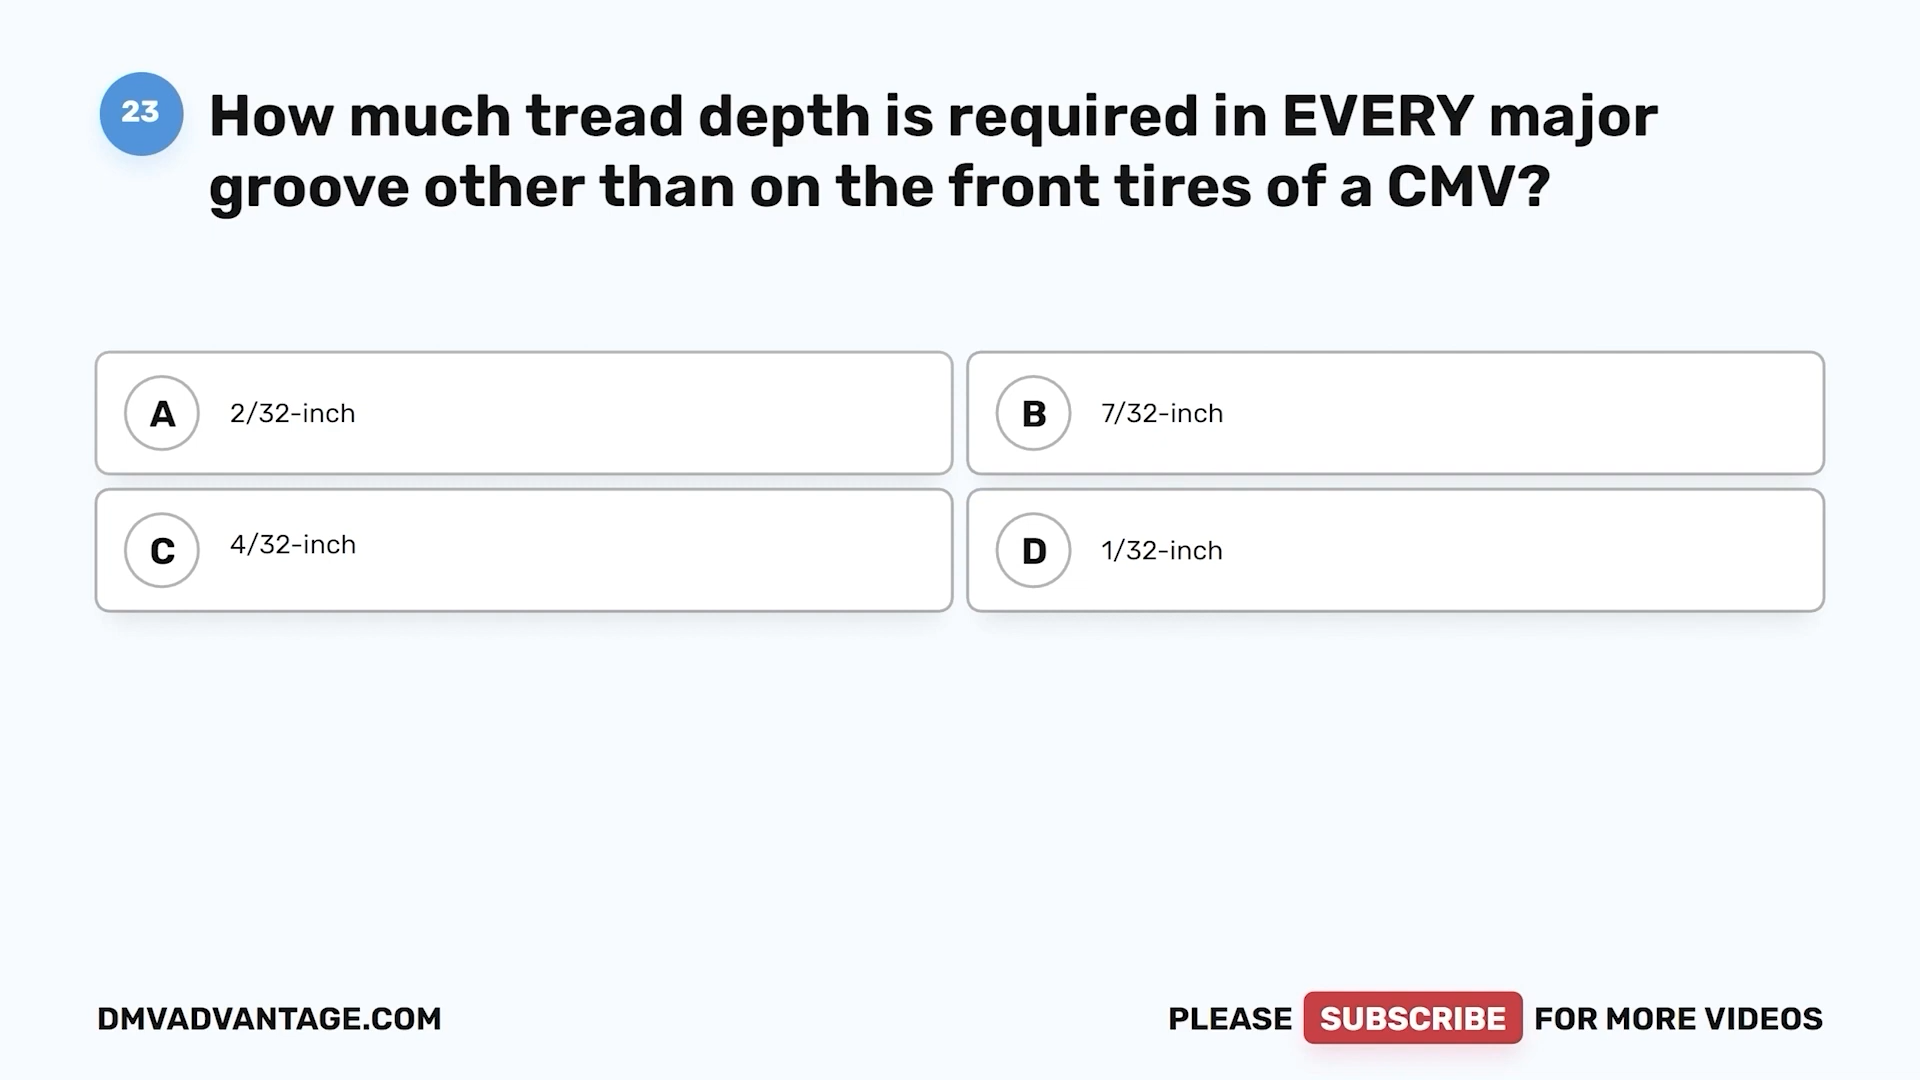 23
How much tread depth is required in EVERY major
groove other than on the front tires of a CMV?
A 2/32-inch
B 7/32-inch
C 4/32-inch
D 1/32-inch
DMVADVANTAGE.COM
PLEASE SUBSCRIBE FOR MORE VIDEOS